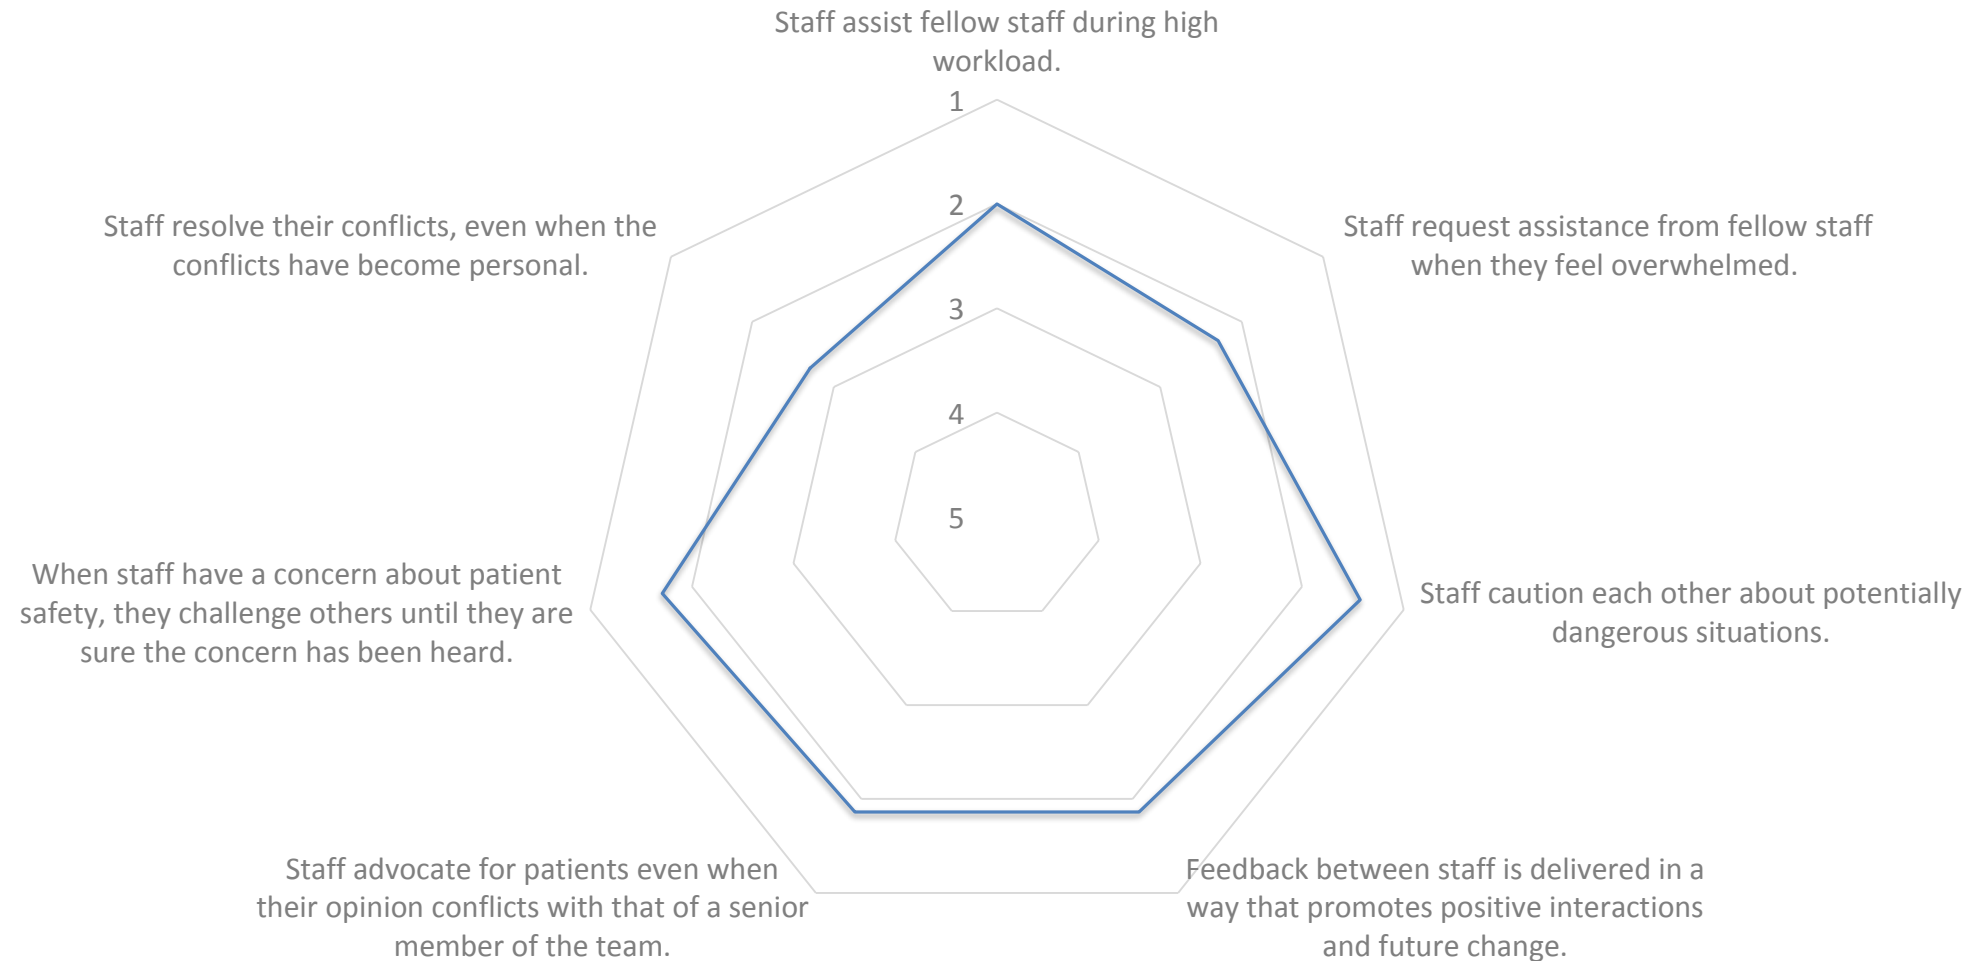 Staff assist fellow staff during high
workload.
1
2
3
4
5
Staff request assistance from fellow staff
when they feel overwhelmed.
Staff caution each other about potentially
dangerous situations.
Feedback between staff is delivered in a
way that promotes positive interactions
and future change.
Staff advocate for patients even when
their opinion conflicts with that of a senior
member of the team.
When staff have a concern about patient
safety, they challenge others until they are
sure the concern has been heard.
Staff resolve their conflicts, even when the
conflicts have become personal.